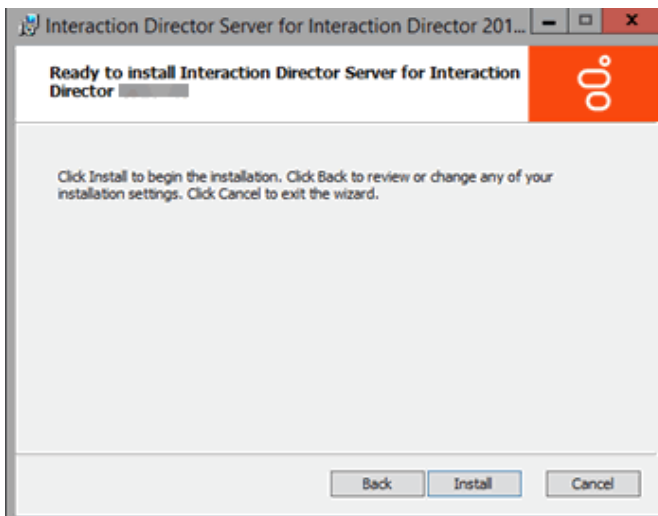 Interaction Director Server for Interaction Director 201...
Ready to install Interaction Director Server for Interaction
Director
Click Install to begin the installation. Click Back to review or change any of your
installation settings. Click Cancel to exit the wizard.
Back Install Cancel